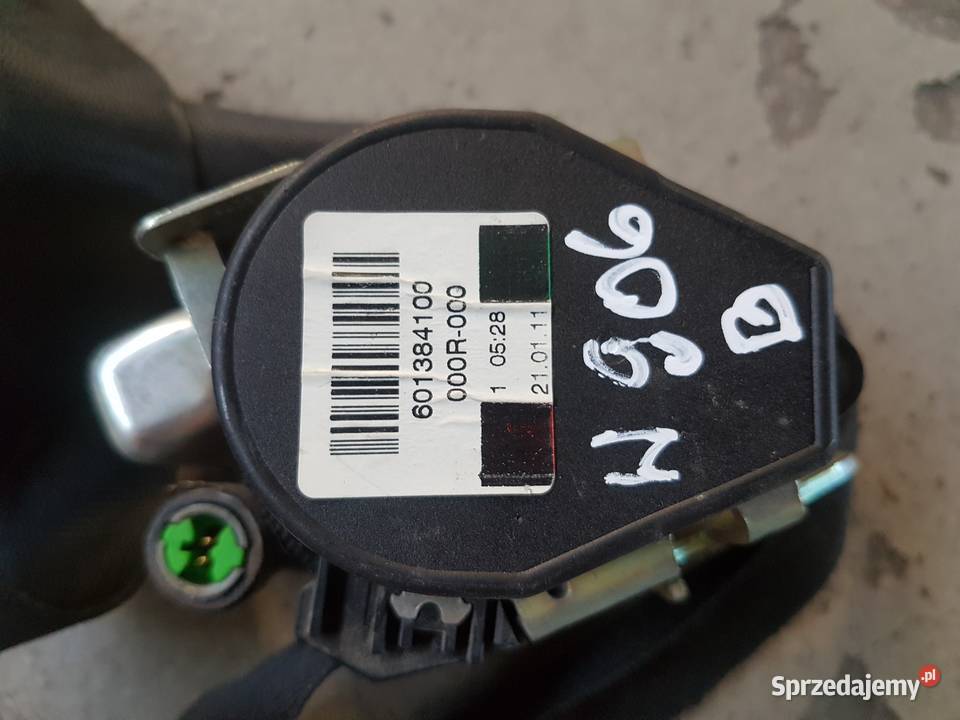 601384100
000R-000
1 05:28
21.01.11
N 906
D
Sprzedajemy.pl